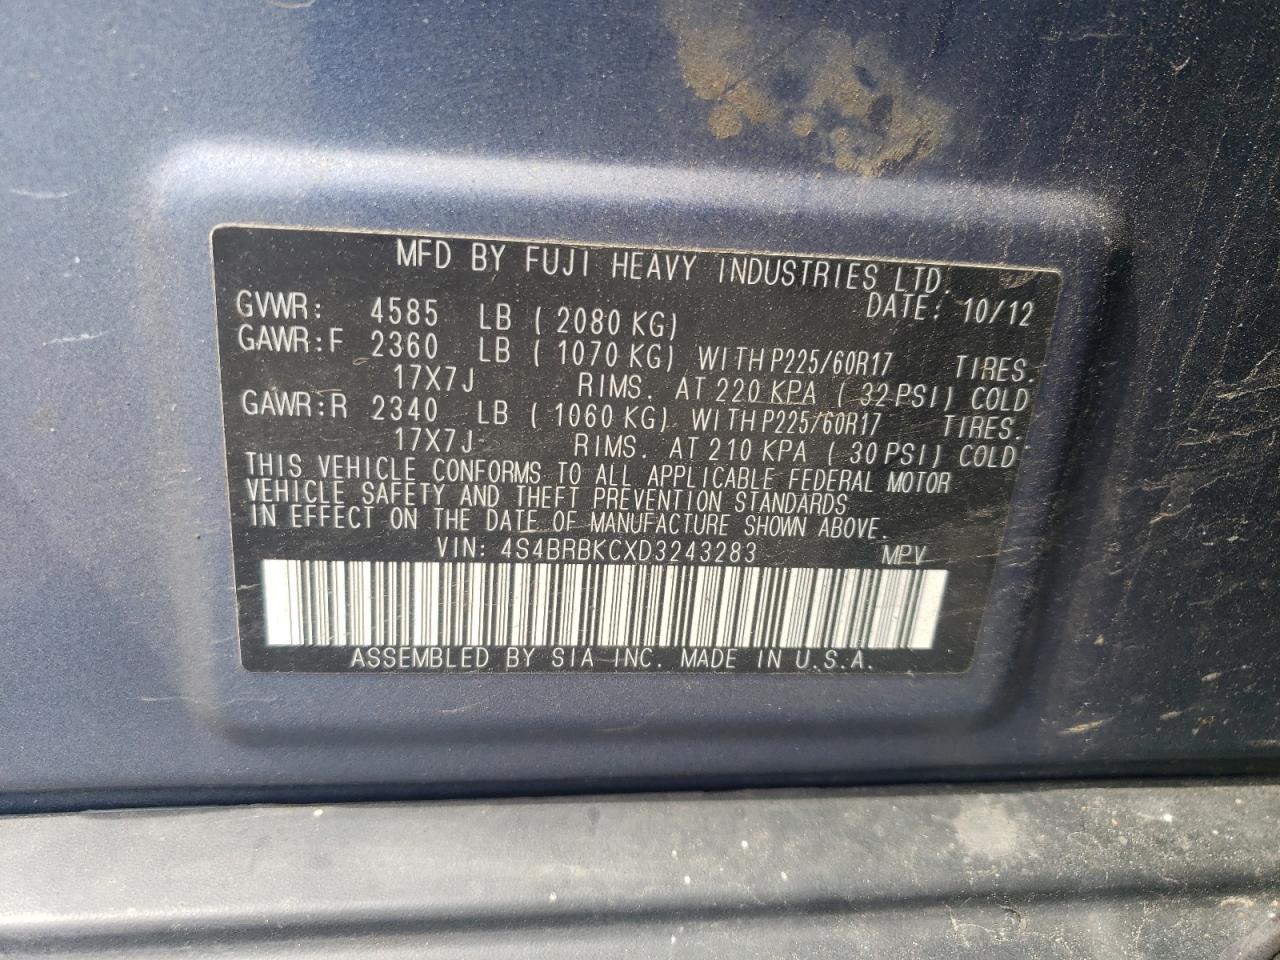 MFD BY FUJI HEAVY INDUSTRIES LTD.
DATE: 10/12
GVWR: 4585 LB ( 2080 KG)
GAWR:F 2360 LB ( 1070 KG) WITH P225/60R17 TIRES.
17X7J RIMS. AT 220 KPA ( 32 PSI) COLD
GAWR:R 2340 LB ( 1060 KG) WITH P225/60R17 TIRES.
17X7J RIMS. AT 210 KPA ( 30 PSI) COLD
THIS VEHICLE CONFORMS TO ALL APPLICABLE FEDERAL MOTOR
VEHICLE SAFETY AND THEFT PREVENTION STANDARDS
IN EFFECT ON THE DATE OF MANUFACTURE SHOWN ABOVE.
VIN: 4S4BRBKCXD3243283 MPV
ASSEMBLED BY SIA INC. MADE IN U.S.A.